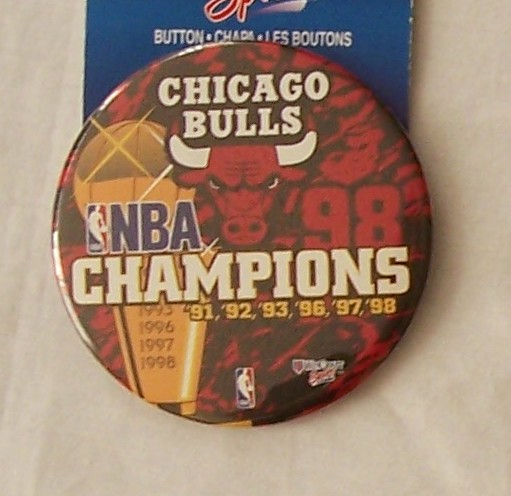 BUTTON • CHAPA • LES BOUTONS
CHICAGO
BULLS
'98
NBA
CHAMPIONS
'91, '92, '93, '96, '97, '98
1993
1996
1997
1998